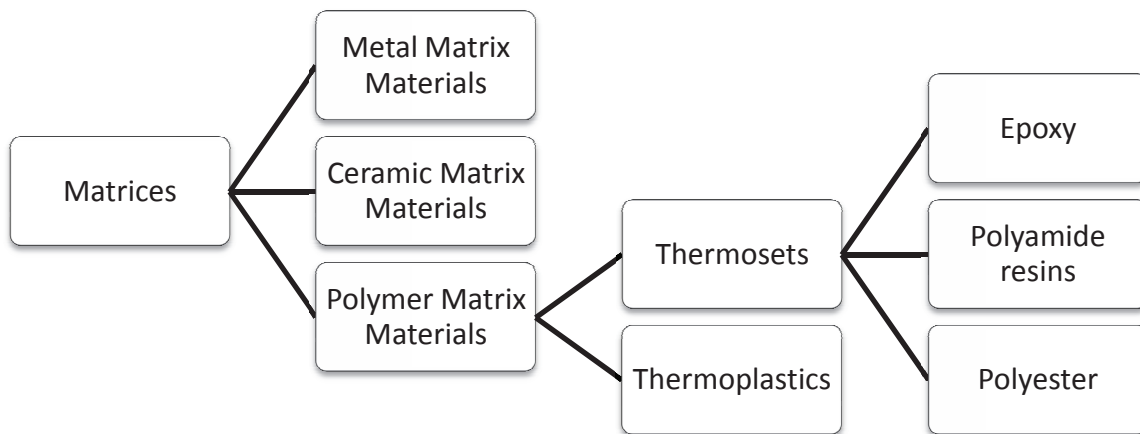 Matrices
Metal Matrix
Materials
Ceramic Matrix
Materials
Polymer Matrix
Materials
Thermosets
Thermoplastics
Epoxy
Polyamide
resins
Polyester